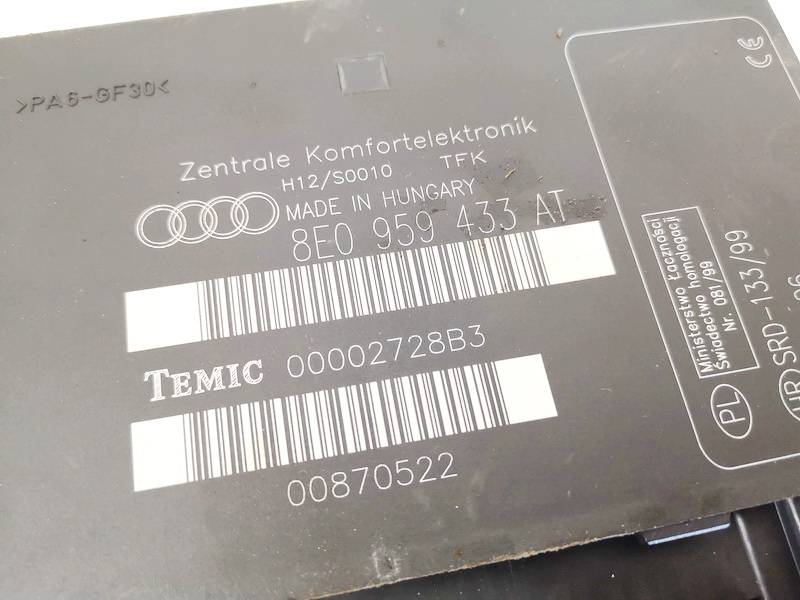 >PA6-GF30<
Zentrale Komfortelektronik
H12/S0010 TFK
MADE IN HUNGARY
8E0 959 433 AT
TEMIC 00002728B3
00870522
CE
Ministerstwo Łączności
Świadectwo homologacji
Nr. 081/99
PL
SRD-133/99